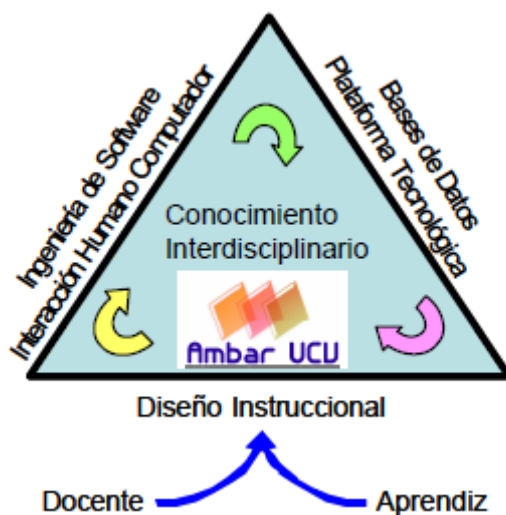 Ingeniería de Software
Interacción Humano Computador
Bases de Datos
Plataforma Tecnológica
Conocimiento
Interdisciplinario
Ambar UCV
Diseño Instruccional
Docente
Aprendiz